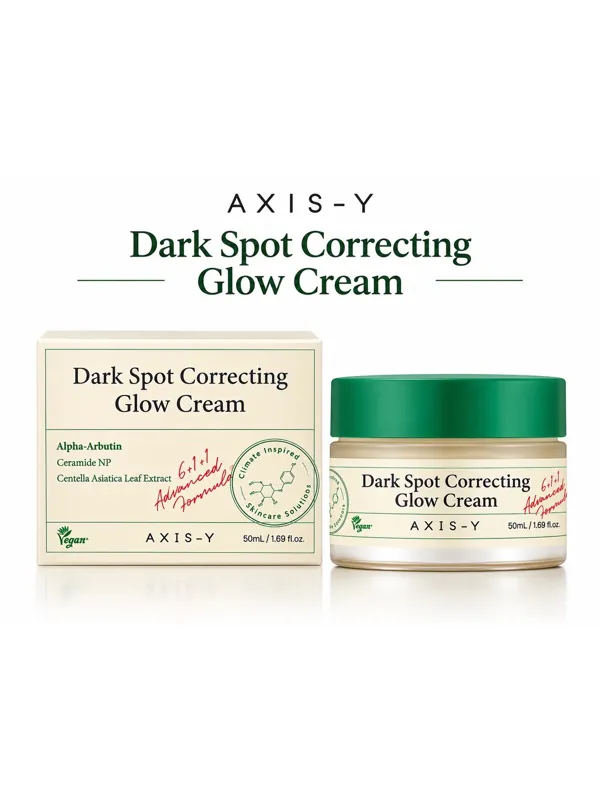 AXIS-Y
Dark Spot Correcting
Glow Cream
Dark Spot Correcting
Glow Cream
Alpha-Arbutin
Ceramide NP
Centella Asiatica Leaf Extract
6+1+1
Advanced
Formula
Climate Inspired
Skincare Solutions
Vegan
AXIS-Y
50mL / 1.69 fl.oz.
Dark Spot Correcting
Glow Cream
6+1+1
Advanced
Formula
Vegan
AXIS-Y
50mL / 1.69 fl.oz.